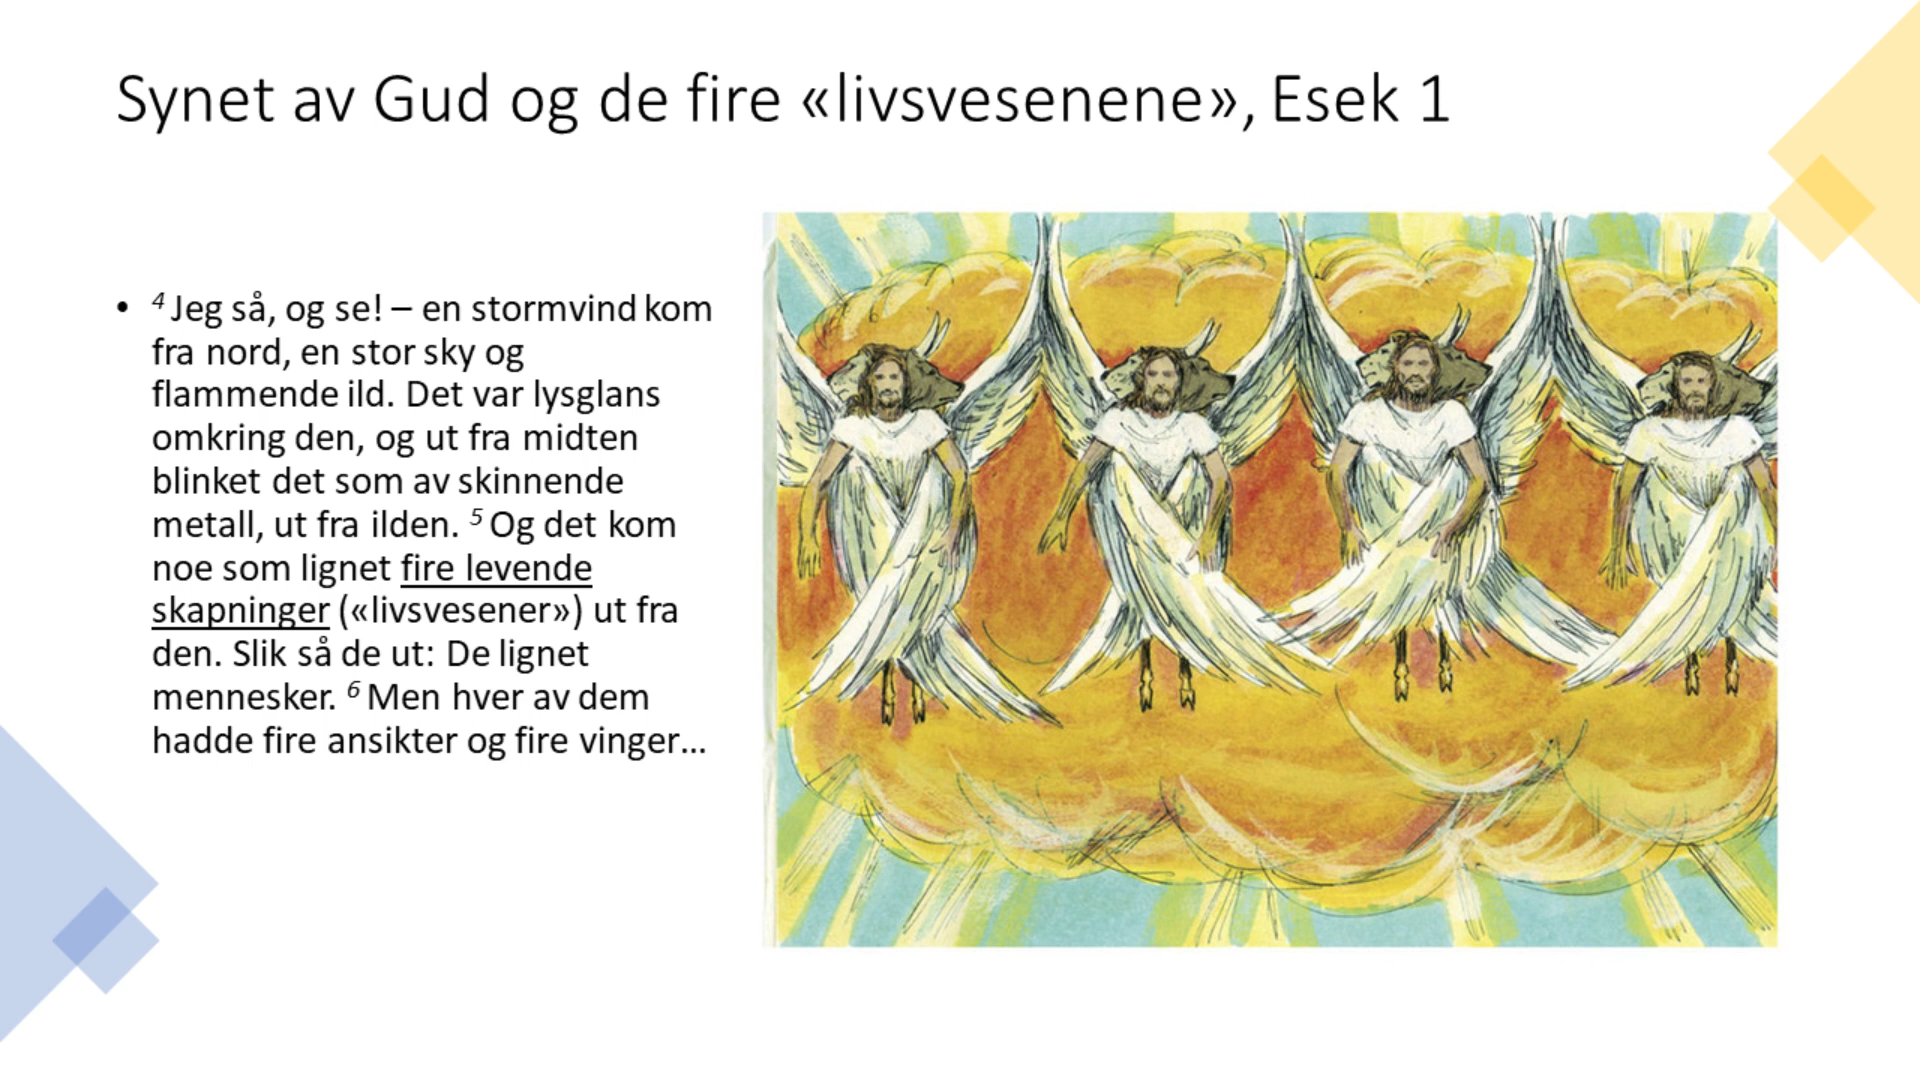 Synet av Gud og de fire «livsvesenene», Esek 1
• 4 Jeg så, og se! – en stormvind kom
fra nord, en stor sky og
flammende ild. Det var lysglans
omkring den, og ut fra midten
blinket det som av skinnende
metall, ut fra ilden. 5 Og det kom
noe som lignet fire levende
skapninger («livsvesener») ut fra
den. Slik så de ut: De lignet
mennesker. 6 Men hver av dem
hadde fire ansikter og fire vinger…